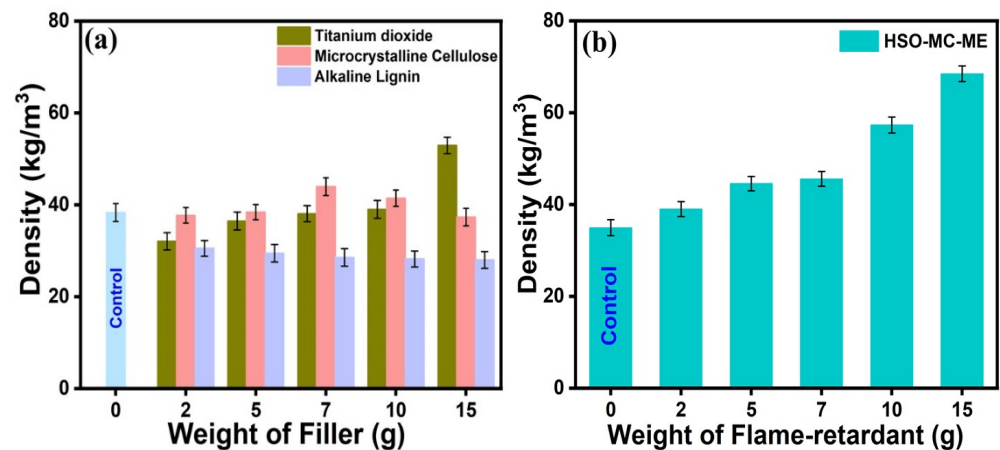 (a)
Titanium dioxide
Microcrystalline Cellulose
Alkaline Lignin
Density (kg/m³)
80
60
40
20
0
Control
0 2 5 7 10 15
Weight of Filler (g)
(b)
HSO-MC-ME
Density (kg/m³)
80
60
40
20
0
Control
0 2 5 7 10 15
Weight of Flame-retardant (g)